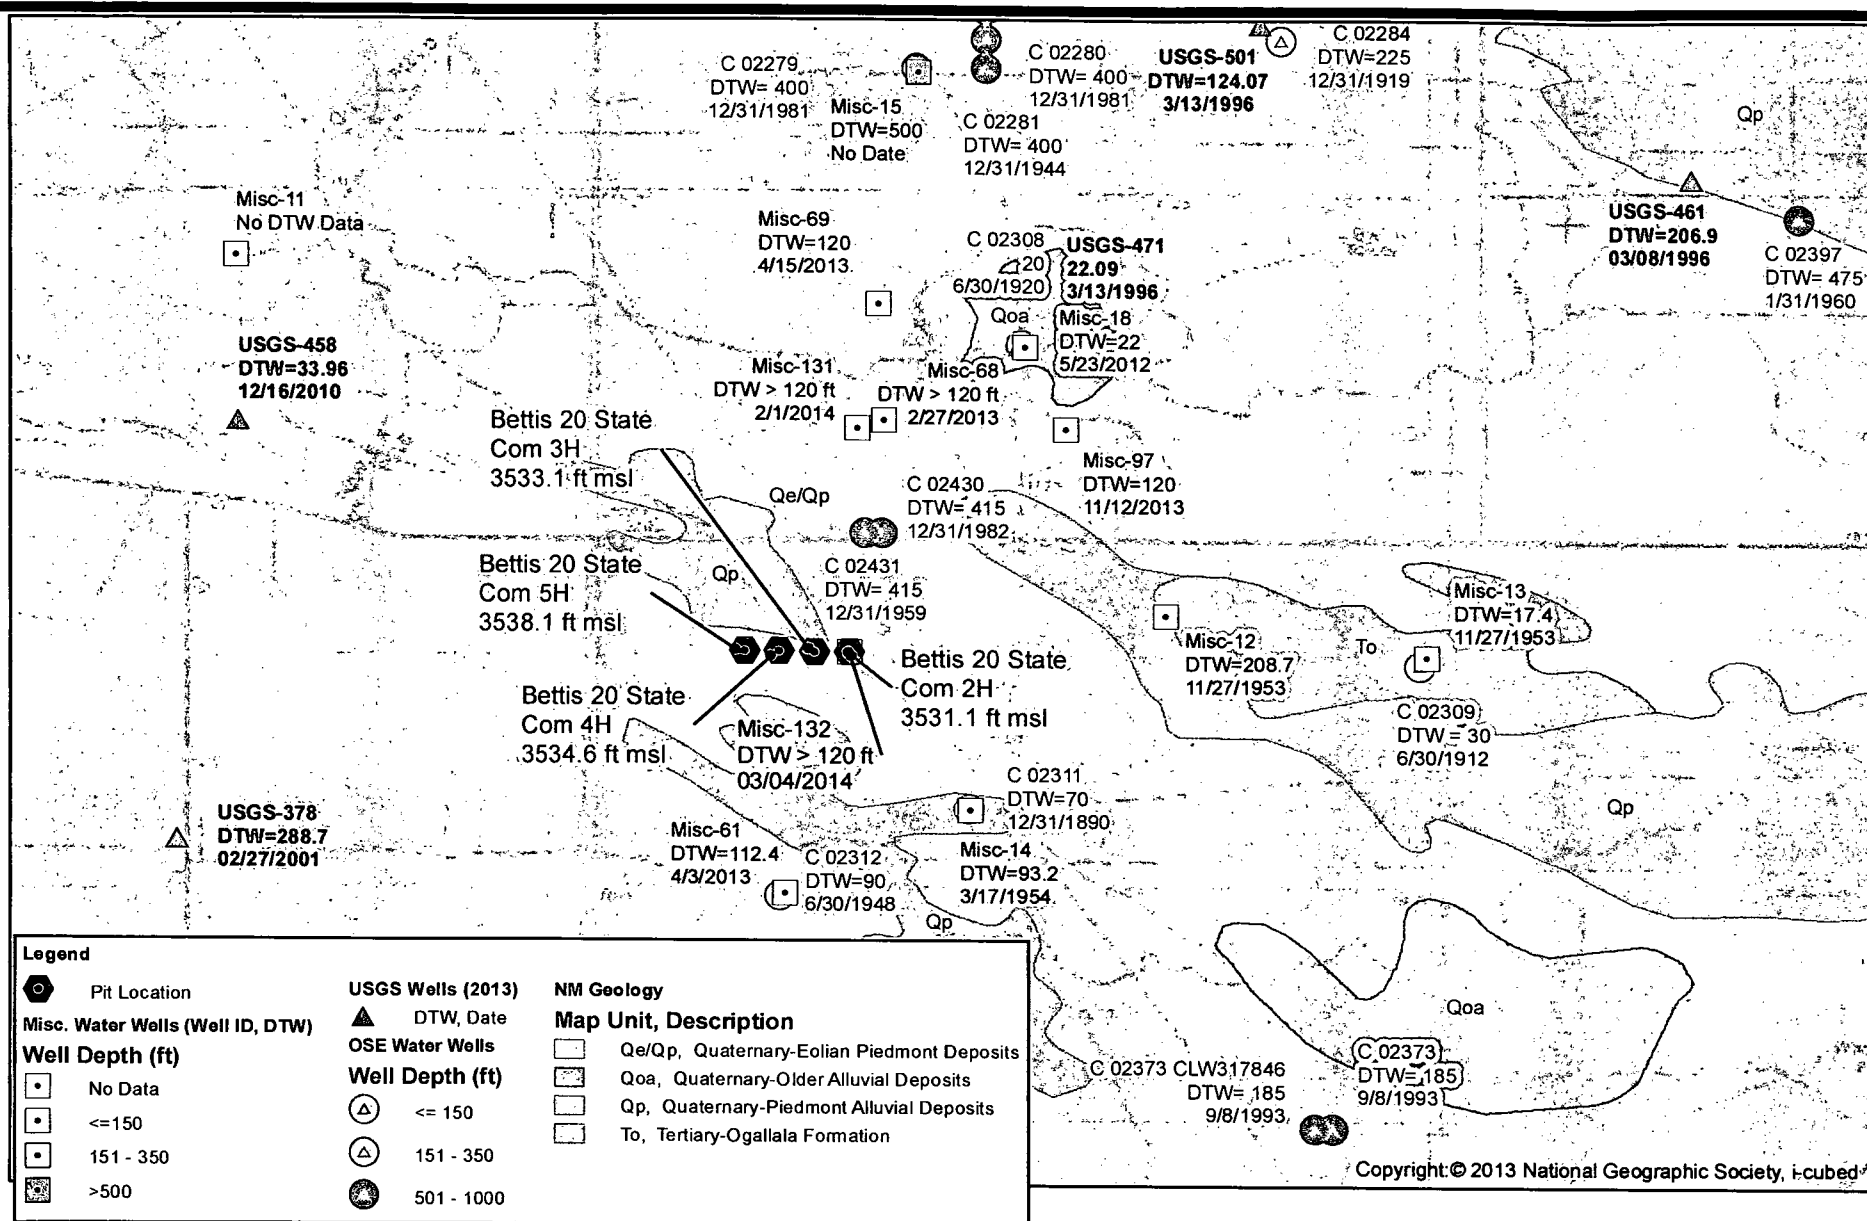 C 02279
DTW= 400
12/31/1981
Misc-15
DTW=500
No Date
C 02280
DTW= 400
12/31/1981
C 02281
DTW= 400
12/31/1944
USGS-501
DTW=124.07
3/13/1996
C 02284
DTW=225
12/31/1919
Qp
Misc-11
No DTW Data
Misc-69
DTW=120
4/15/2013
C 02308
20
6/30/1920
USGS-471
22.09
3/13/1996
Qoa
Misc-18
DTW=22
5/23/2012
USGS-461
DTW=206.9
03/08/1996
C 02397
DTW= 475
1/31/1960
USGS-458
DTW=33.96
12/16/2010
Misc-131
DTW > 120 ft
2/1/2014
Misc-68
DTW > 120 ft
2/27/2013
Bettis 20 State
Com 3H
3533.1 ft msl
Misc-97
DTW=120
11/12/2013
Qe/Qp
C 02430
DTW= 415
12/31/1982
Bettis 20 State
Com 5H
3538.1 ft msl
Qp
C 02431
DTW= 415
12/31/1959
Misc-13
DTW=17.4
11/27/1953
Misc-12
DTW=208.7
11/27/1953
To
Bettis 20 State
Com 2H
3531.1 ft msl
Bettis 20 State
Com 4H
3534.6 ft msl
Misc-132
DTW > 120 ft
03/04/2014
C 02309
DTW = 30
6/30/1912
C 02311
DTW=70
12/31/1890
Qp
USGS-378
DTW=288.7
02/27/2001
Misc-61
DTW=112.4
4/3/2013
C 02312
DTW=90
6/30/1948
Misc-14
DTW=93.2
3/17/1954
Qp
Qoa
C 02373 CLW317846
DTW= 185
9/8/1993
C 02373
DTW= 185
9/8/1993
Legend
Pit Location
Misc. Water Wells (Well ID, DTW)
Well Depth (ft)
No Data
<=150
151 - 350
>500
USGS Wells (2013)
DTW, Date
OSE Water Wells
Well Depth (ft)
<= 150
151 - 350
501 - 1000
NM Geology
Map Unit, Description
Qe/Qp, Quaternary-Eolian Piedmont Deposits
Qoa, Quaternary-Older Alluvial Deposits
Qp, Quaternary-Piedmont Alluvial Deposits
To, Tertiary-Ogallala Formation
Copyright:© 2013 National Geographic Society, i-cubed